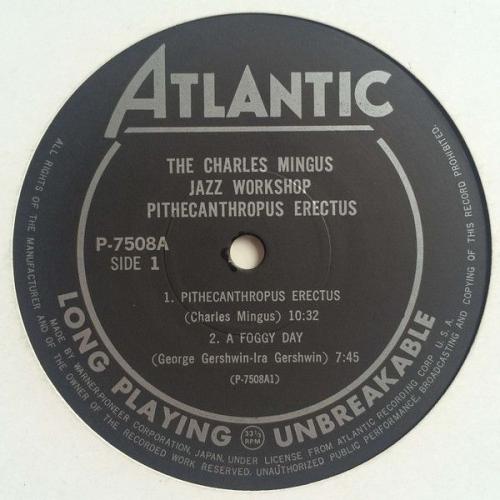 ATLANTIC
THE CHARLES MINGUS
JAZZ WORKSHOP
PITHECANTHROPUS ERECTUS
P-7508A
SIDE 1
1. PITHECANTHROPUS ERECTUS
(Charles Mingus) 10:32
2. A FOGGY DAY
(George Gershwin-Ira Gershwin) 7:45
(P-7508A1)
LONG PLAYING 33⅓ RPM UNBREAKABLE
MADE BY WARNER-PIONEER CORPORATION, JAPAN, UNDER LICENSE FROM ATLANTIC RECORDING CORP. U.S.A.
ALL RIGHTS OF THE MANUFACTURER AND OF THE OWNER OF THE RECORDED WORK RESERVED. UNAUTHORIZED PUBLIC PERFORMANCE, BROADCASTING AND COPYING OF THIS RECORD PROHIBITED.